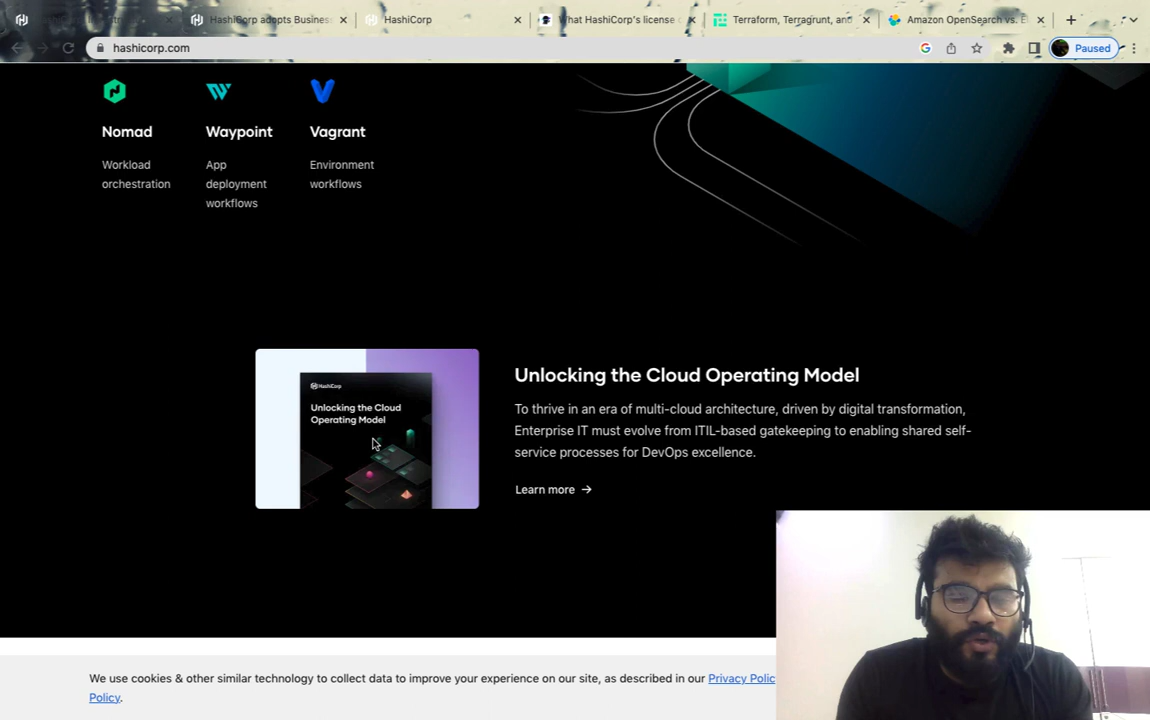 HashiCorp adopts Busines
HashiCorp
What HashiCorp's license c
Terraform, Terragrunt, and
Amazon OpenSearch vs. E
hashicorp.com
Paused
Nomad
Workload
orchestration
Waypoint
App
deployment
workflows
Vagrant
Environment
workflows
HashiCorp
Unlocking the Cloud
Operating Model
Unlocking the Cloud Operating Model
To thrive in an era of multi-cloud architecture, driven by digital transformation,
Enterprise IT must evolve from ITIL-based gatekeeping to enabling shared self-
service processes for DevOps excellence.
Learn more →
We use cookies & other similar technology to collect data to improve your experience on our site, as described in our Privacy Polic
Policy.